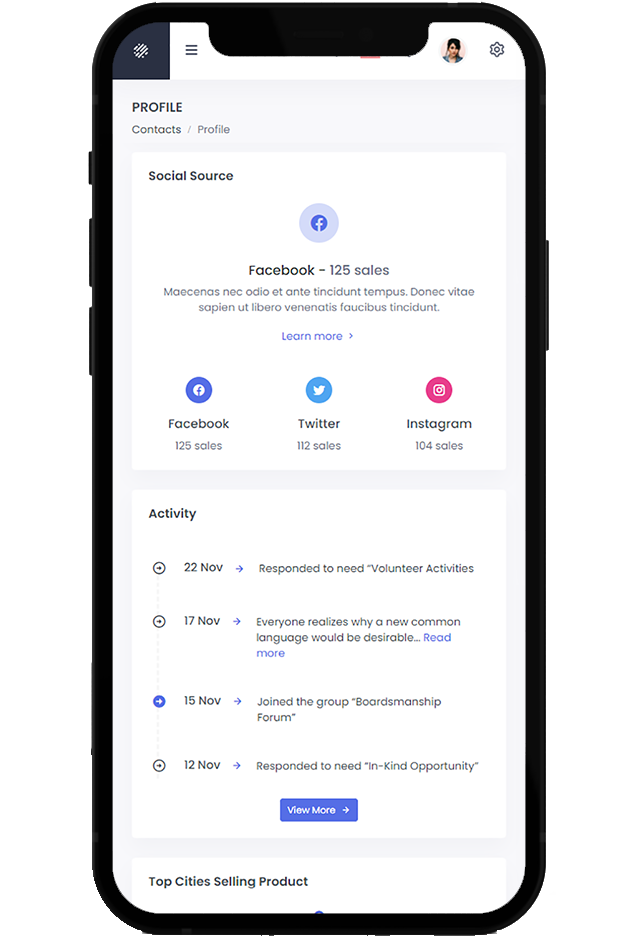 PROFILE
Contacts / Profile
Social Source
Facebook - 125 sales
Maecenas nec odio et ante tincidunt tempus. Donec vitae
sapien ut libero venenatis faucibus tincidunt.
Learn more >
Facebook Twitter Instagram
125 sales 112 sales 104 sales
Activity
22 Nov → Responded to need “Volunteer Activities
17 Nov → Everyone realizes why a new common
language would be desirable... Read
more
15 Nov → Joined the group “Boardsmanship
Forum”
12 Nov → Responded to need “In-Kind Opportunity”
View More →
Top Cities Selling Product